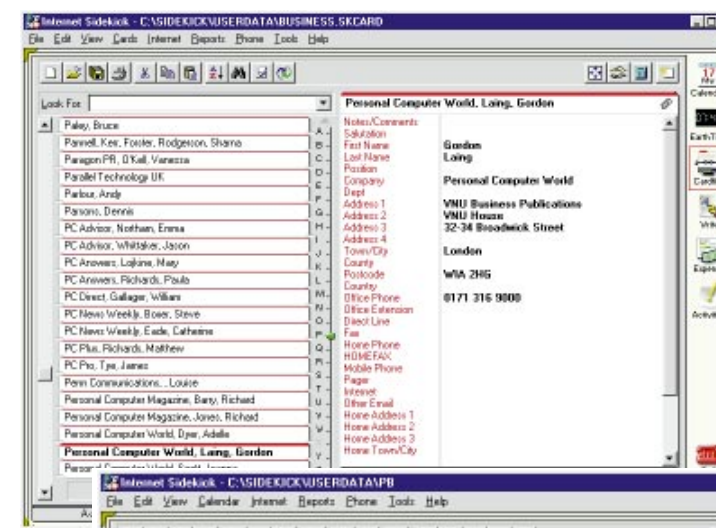 Internet Sidekick - C:\SIDEKICK\USERDATA\BUSINESS.SKCARD
File Edit View Cards Internet Reports Phone Tools Help
Look For:
Paley, Bruce
Pannell, Ken, Forster, Rodgerson, Sharna
Paragon PR, O'Kell, Vanessa
Parallel Technology UK
Parlour, Andy
Parsons, Dennis
PC Advisor, Northam, Emma
PC Advisor, Whittaker, Jason
PC Answers, Lojkine, Mary
PC Answers, Richards, Paula
PC Direct, Gallager, William
PC News Weekly, Boxer, Steve
PC News Weekly, Eade, Catherine
PC Plus, Richards, Matthew
PC Pro, Tye, James
Penn Communications, , Louise
Personal Computer Magazine, Barry, Richard
Personal Computer Magazine, Jones, Richard
Personal Computer World, Dyer, Adelle
Personal Computer World, Laing, Gordon
Personal Computer World, Laing, Gordon
Notes/Comments
Salutation
First Name Gordon
Last Name Laing
Position
Company Personal Computer World
Dept
Address 1 VNU Business Publications
Address 2 VNU House
Address 3 32-34 Broadwick Street
Address 4
Town/City London
County
Postcode W1A 2HG
Country
Office Phone 0171 316 9000
Office Extension
Direct Line
Fax
Home Phone
HOMEFAX
Mobile Phone
Pager
Internet
Other Email
Home Address 1
Home Address 2
Home Address 3
Home Town/City
17
Internet Sidekick - C:\SIDEKICK\USERDATA\PB
File Edit View Calendar Internet Reports Phone Tools Help